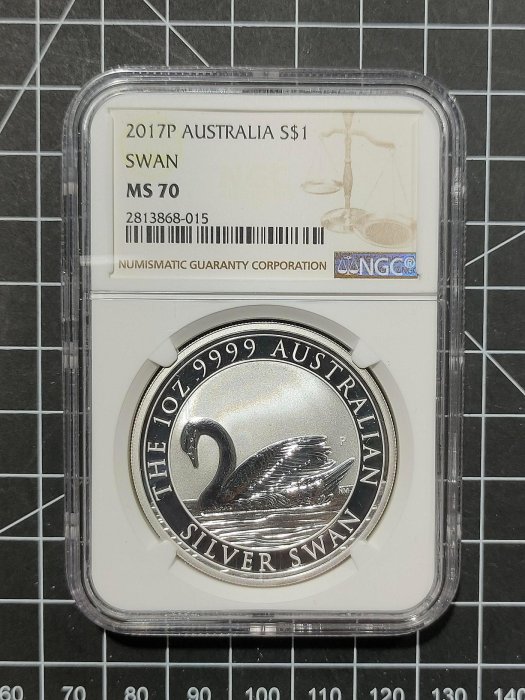 2017P AUSTRALIA S$1
SWAN
MS 70
2813868-015
NUMISMATIC GUARANTY CORPORATION
NGC®
THE 1OZ 9999 AUSTRALIAN
SILVER SWAN
P
60 70 80 90 100 110 120 130 140